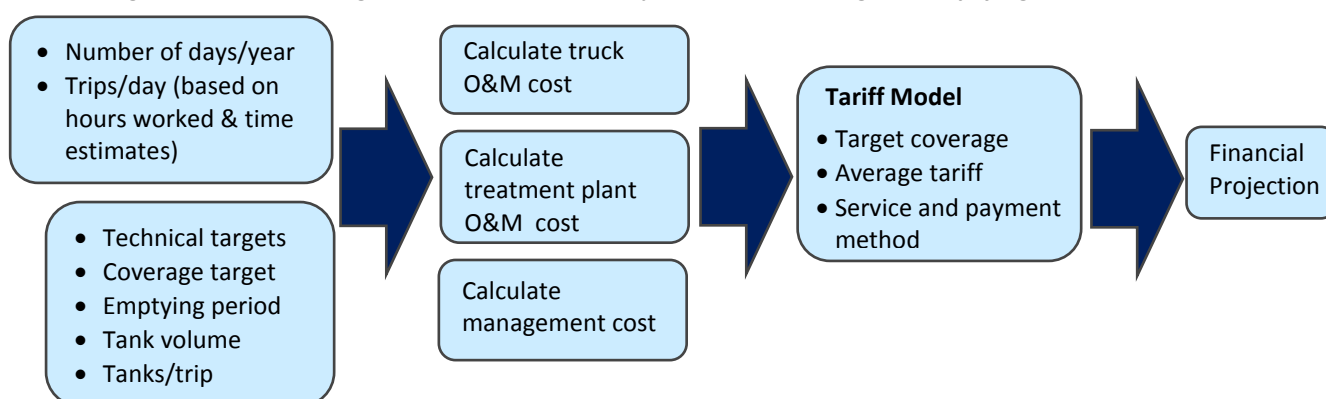 • Number of days/year
• Trips/day (based on
hours worked & time
estimates)
• Technical targets
• Coverage target
• Emptying period
• Tank volume
• Tanks/trip
Calculate truck
O&M cost
Calculate
treatment plant
O&M  cost
Calculate
management cost
Tariff Model
• Target coverage
• Average tariff
• Service and payment
method
Financial
Projection